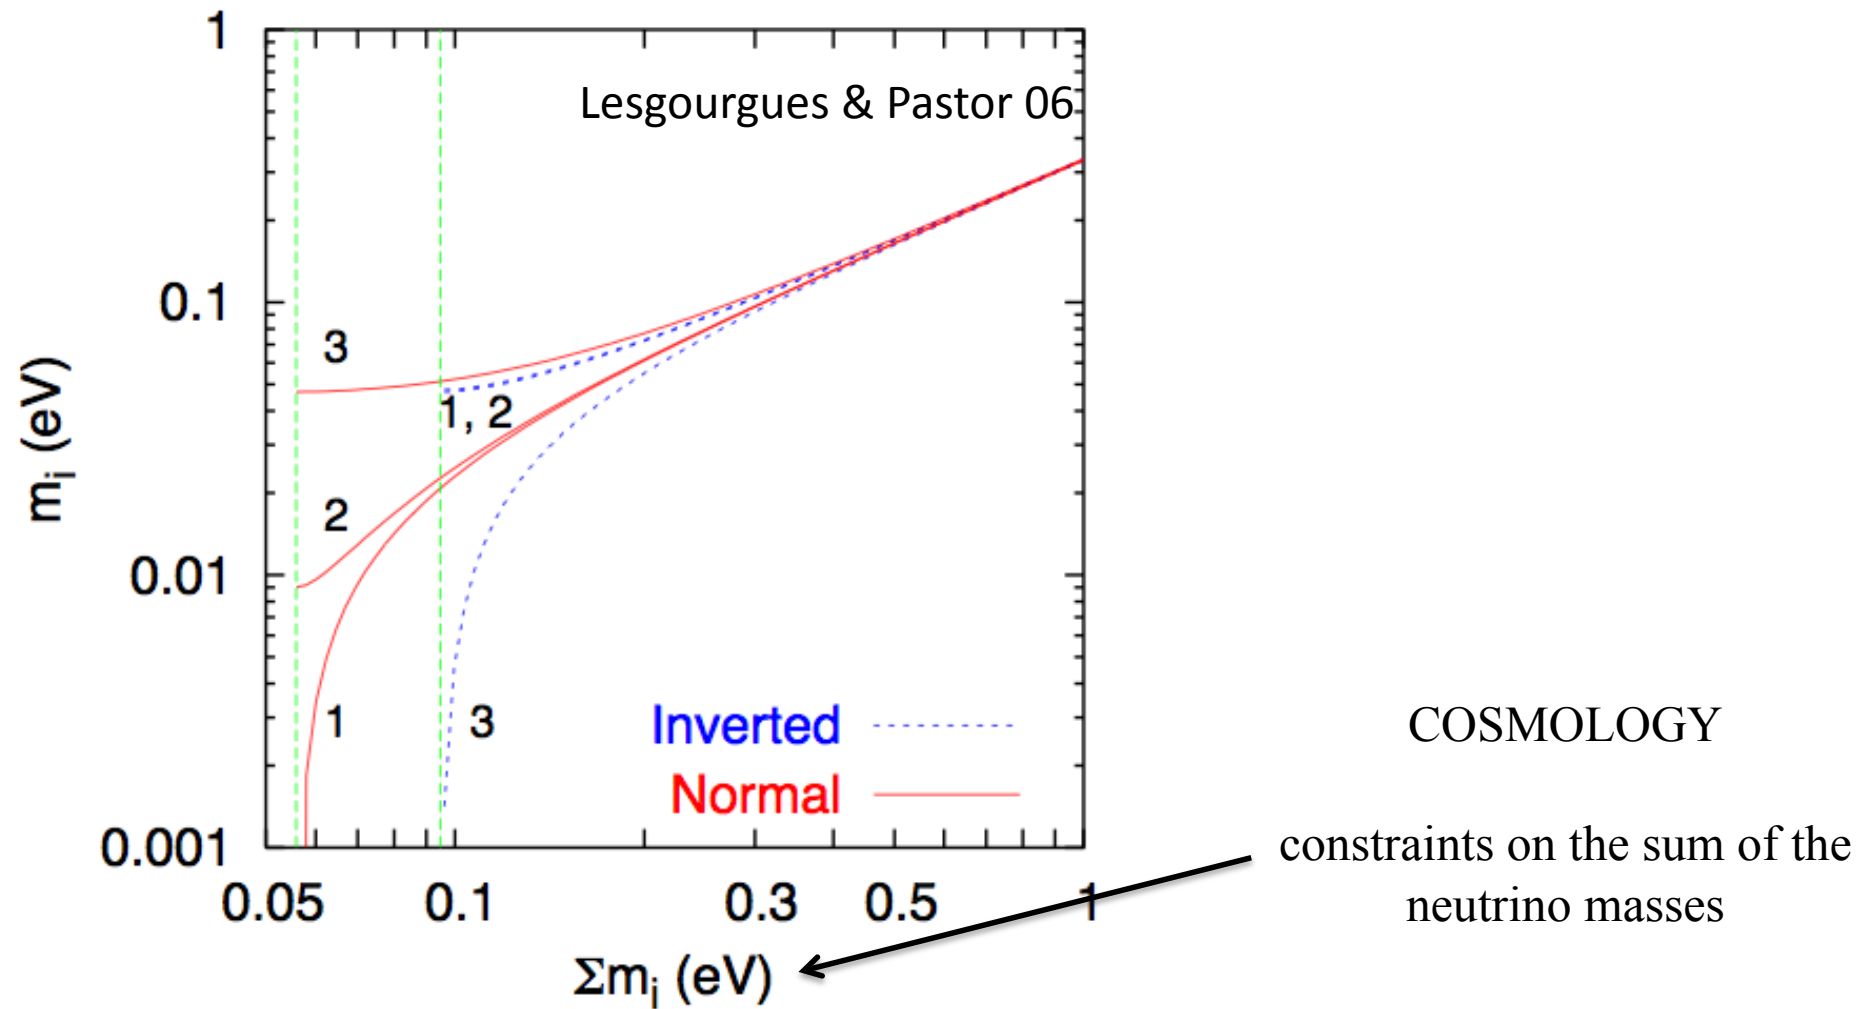 1
Lesgourgues & Pastor 06
0.1
3
1, 2
2
0.01
1
3
Inverted
Normal
0.001
0.05
0.1
0.3
0.5
1
mi (eV)
Σmi (eV)
COSMOLOGY
constraints on the sum of the
neutrino masses